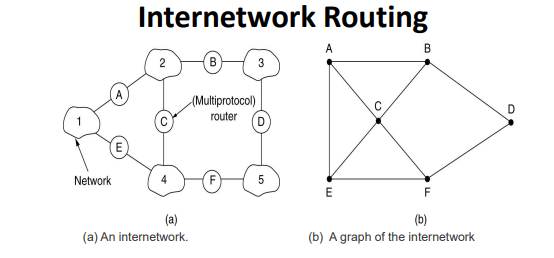 Internetwork Routing
2
B
3
A
(Multiprotocol)
router
1
C
D
E
Network
4
F
5
(a)
(a) An internetwork.
A
B
C
D
E
F
(b)
(b) A graph of the internetwork